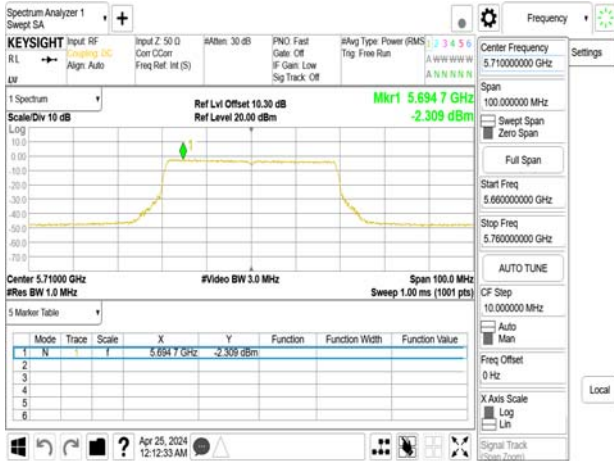 Spectrum Analyzer 1
Swept SA
Frequency
KEYSIGHT
RL
Input: RF
Coupling: DC
Align: Auto
Input Z: 50 Ω
Corr CCorr
Freq Ref: Int (S)
#Atten: 30 dB
PNO: Fast
Gate: Off
IF Gain: Low
Sig Track: Off
#Avg Type: Power (RMS
Trig: Free Run
1 2 3 4 5 6
A W W W W W
A N N N N N
1 Spectrum
Scale/Div 10 dB
Ref Lvl Offset 10.30 dB
Ref Level 20.00 dBm
Mkr1 5.694 7 GHz
-2.309 dBm
Log
10.0
0.00
-10.0
-20.0
-30.0
-40.0
-50.0
-60.0
-70.0
1
Center 5.71000 GHz
#Res BW 1.0 MHz
#Video BW 3.0 MHz
Span 100.0 MHz
Sweep 1.00 ms (1001 pts)
5 Marker Table
Mode Trace Scale X Y Function Function Width Function Value
1 N 1 f 5.694 7 GHz -2.309 dBm
2
3
4
5
6
Apr 25, 2024
12:12:33 AM
Center Frequency
5.710000000 GHz
Span
100.000000 MHz
Swept Span
Zero Span
Full Span
Start Freq
5.660000000 GHz
Stop Freq
5.760000000 GHz
AUTO TUNE
CF Step
10.000000 MHz
Auto
Man
Freq Offset
0 Hz
X Axis Scale
Log
Lin
Signal Track
(Span Zoom)
Settings
Local